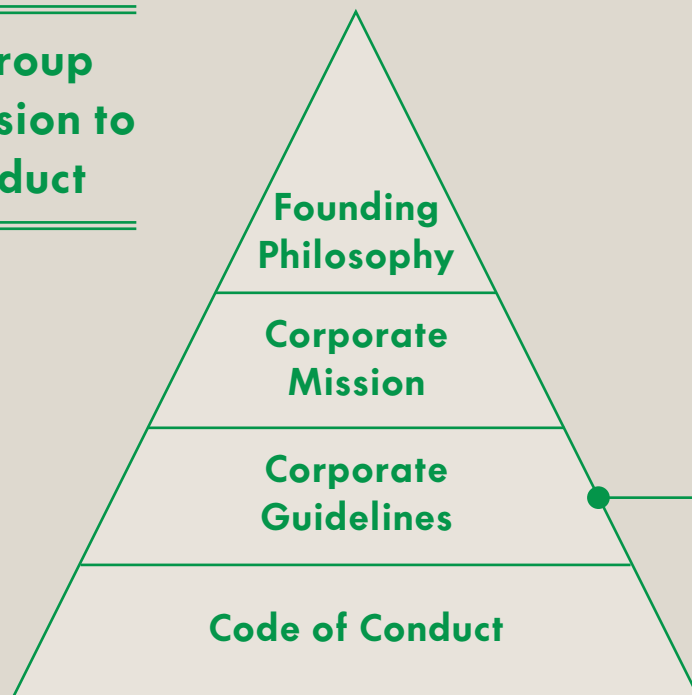 roup
sion to
duct
Founding
Philosophy
Corporate
Mission
Corporate
Guidelines
Code of Conduct